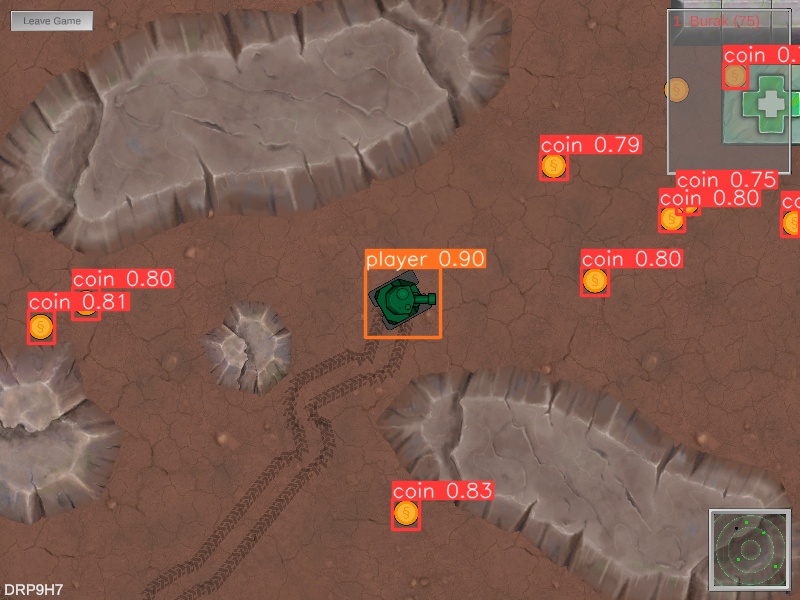 Leave Game
1. Burak (75)
coin 0.
coin 0.79
coin 0.75
coin 0.80
co
player 0.90
coin 0.80
coin 0.80
coin 0.81
coin 0.83
DRP9H7